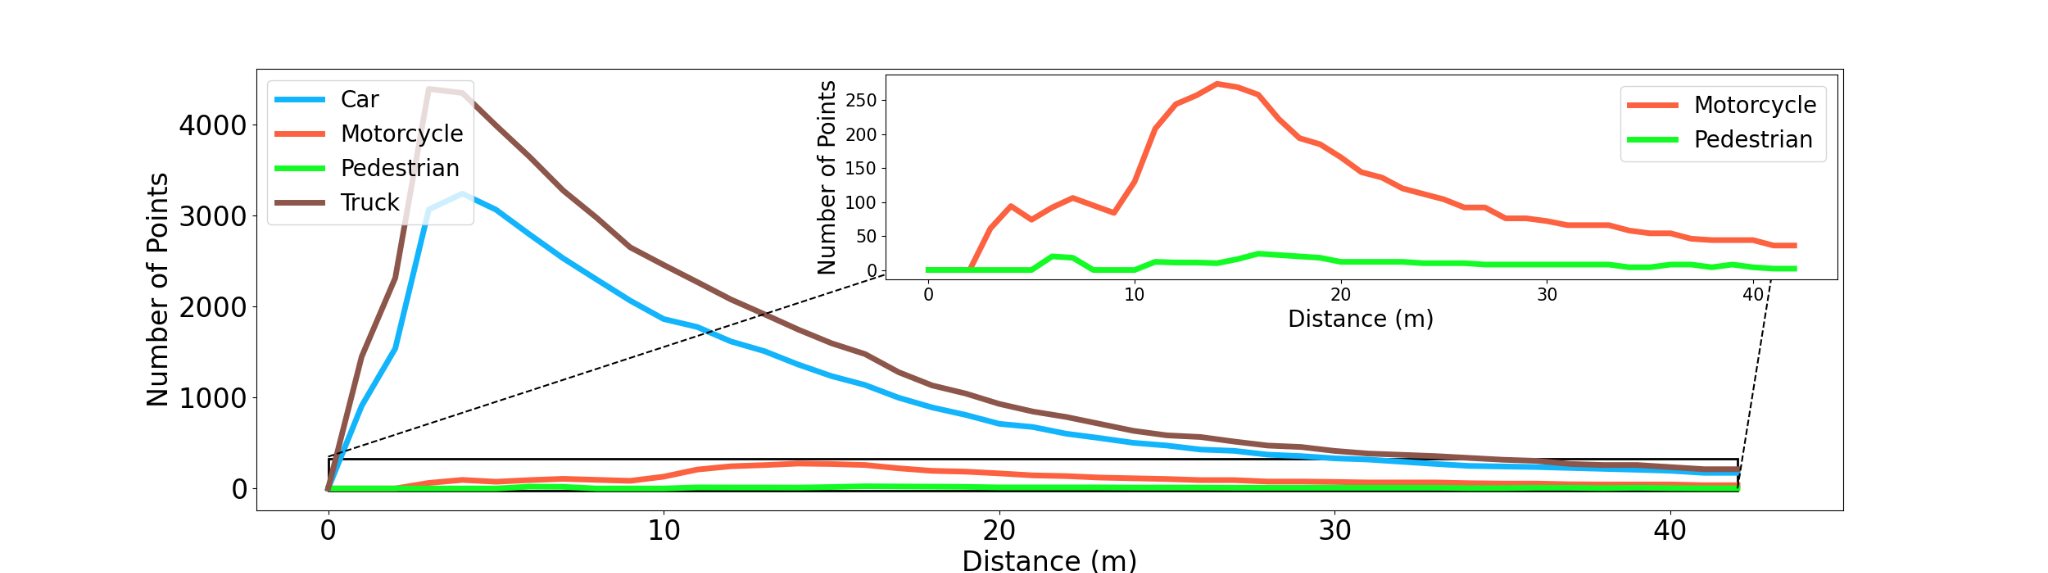 Number of Points
4000
3000
2000
1000
0
0
10
20
30
40
Distance (m)
Car
Motorcycle
Pedestrian
Truck
Number of Points
250
200
150
100
50
0
0
10
20
30
40
Distance (m)
Motorcycle
Pedestrian